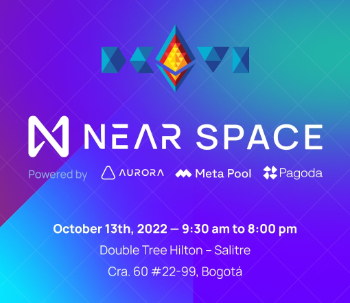 NEAR SPACE
Powered by AURORA Meta Pool Pagoda
October 13th, 2022 — 9:30 am to 8:00 pm
Double Tree Hilton – Salitre
Cra. 60 #22-99, Bogotá